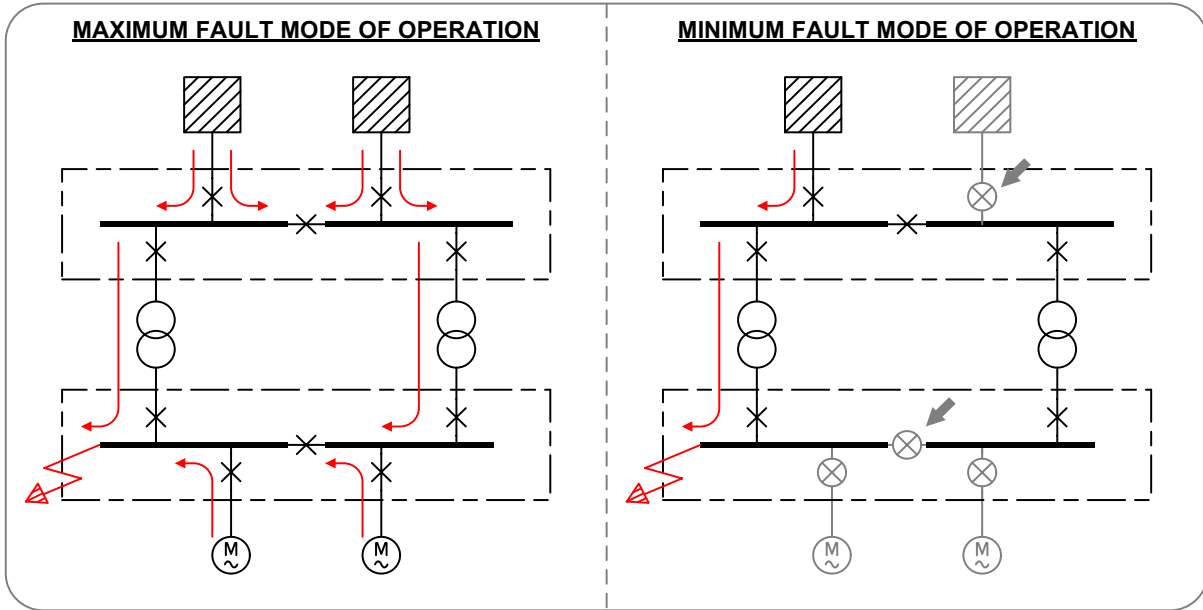 MAXIMUM FAULT MODE OF OPERATION
MINIMUM FAULT MODE OF OPERATION
M
~
M
~
M
~
M
~